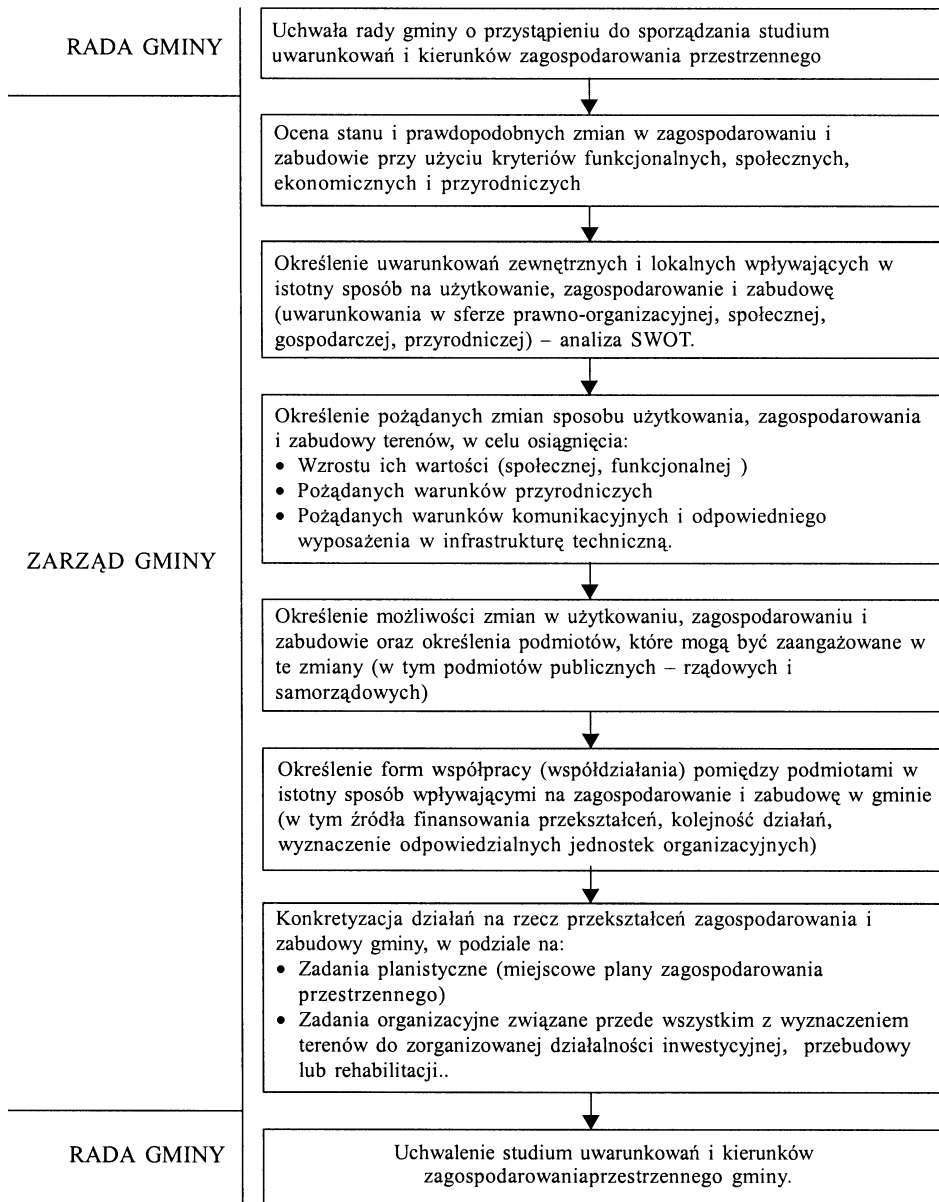 RADA GMINY
Uchwała rady gminy o przystąpieniu do sporządzania studium
uwarunkowań i kierunków zagospodarowania przestrzennego
ZARZĄD GMINY
Ocena stanu i prawdopodobnych zmian w zagospodarowaniu i
zabudowie przy użyciu kryteriów funkcjonalnych, społecznych,
ekonomicznych i przyrodniczych
Określenie uwarunkowań zewnętrznych i lokalnych wpływających w
istotny sposób na użytkowanie, zagospodarowanie i zabudowę
(uwarunkowania w sferze prawno-organizacyjnej, społecznej,
gospodarczej, przyrodniczej) – analiza SWOT.
Określenie pożądanych zmian sposobu użytkowania, zagospodarowania
i zabudowy terenów, w celu osiągnięcia:
• Wzrostu ich wartości (społecznej, funkcjonalnej )
• Pożądanych warunków przyrodniczych
• Pożądanych warunków komunikacyjnych i odpowiedniego
wyposażenia w infrastrukturę techniczną.
Określenie możliwości zmian w użytkowaniu, zagospodarowaniu i
zabudowie oraz określenia podmiotów, które mogą być zaangażowane w
te zmiany (w tym podmiotów publicznych – rządowych i
samorządowych)
Określenie form współpracy (współdziałania) pomiędzy podmiotami w
istotny sposób wpływającymi na zagospodarowanie i zabudowę w gminie
(w tym źródła finansowania przekształceń, kolejność działań,
wyznaczenie odpowiedzialnych jednostek organizacyjnych)
Konkretyzacja działań na rzecz przekształceń zagospodarowania i
zabudowy gminy, w podziale na:
• Zadania planistyczne (miejscowe plany zagospodarowania
przestrzennego)
• Zadania organizacyjne związane przede wszystkim z wyznaczeniem
terenów do zorganizowanej działalności inwestycyjnej, przebudowy
lub rehabilitacji..
RADA GMINY
Uchwalenie studium uwarunkowań i kierunków
zagospodarowaniaprzestrzennego gminy.